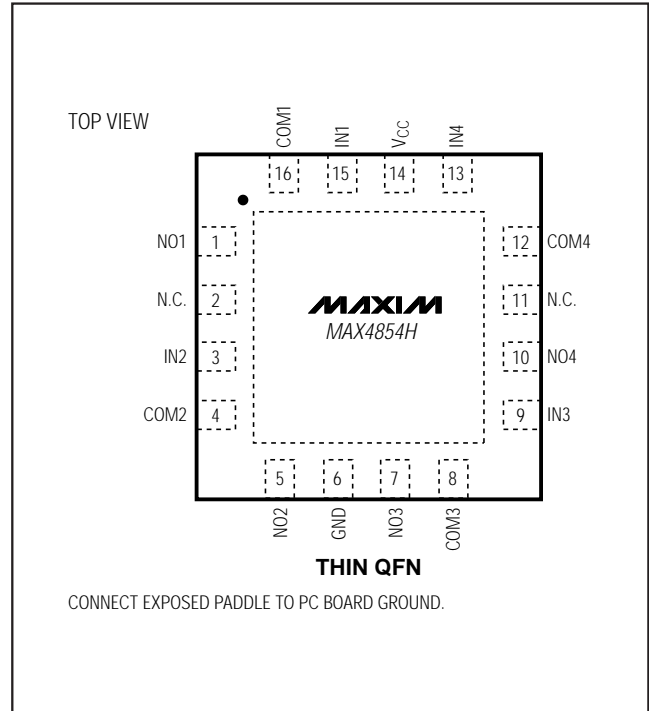 TOP VIEW
COM1
IN1
VCC
IN4
16
15
14
13
NO1
1
12
COM4
N.C.
2
11
N.C.
MAXIM
MAX4854H
IN2
3
10
NO4
COM2
4
9
IN3
5
6
7
8
NO2
GND
NO3
COM3
THIN QFN
CONNECT EXPOSED PADDLE TO PC BOARD GROUND.